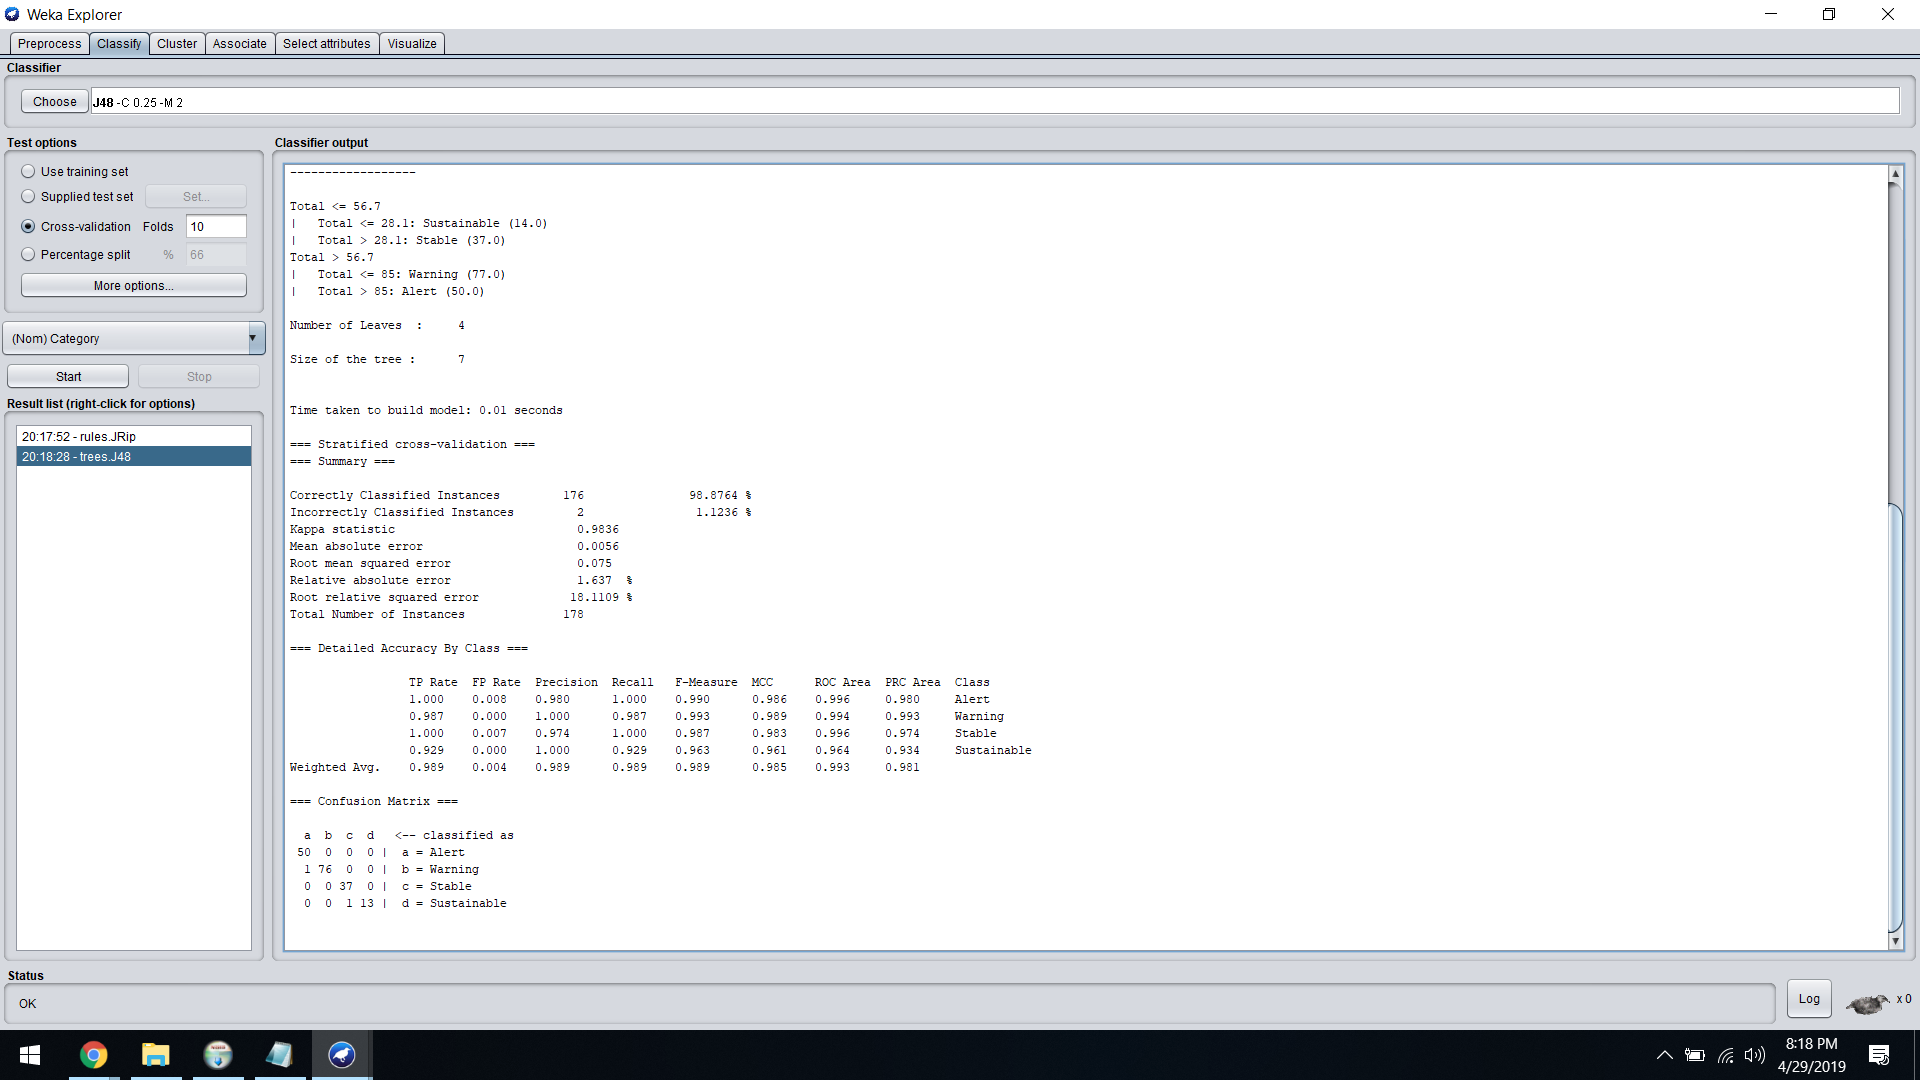 Weka Explorer
Preprocess Classify Cluster Associate Select attributes Visualize
Classifier
Choose J48 -C 0.25 -M 2
Test options
Use training set
Supplied test set Set...
Cross-validation Folds 10
Percentage split % 66
More options...
(Nom) Category
Start Stop
Result list (right-click for options)
20:17:52 - rules.JRip
20:18:28 - trees.J48
Classifier output
------------------
Total <= 56.7
|   Total <= 28.1: Sustainable (14.0)
|   Total > 28.1: Stable (37.0)
Total > 56.7
|   Total <= 85: Warning (77.0)
|   Total > 85: Alert (50.0)
Number of Leaves  :     4
Size of the tree :      7
Time taken to build model: 0.01 seconds
=== Stratified cross-validation ===
=== Summary ===
Correctly Classified Instances         176               98.8764 %
Incorrectly Classified Instances         2                1.1236 %
Kappa statistic                          0.9836
Mean absolute error                      0.0056
Root mean squared error                  0.075
Relative absolute error                  1.637  %
Root relative squared error             18.1109 %
Total Number of Instances              178
=== Detailed Accuracy By Class ===
                 TP Rate  FP Rate  Precision  Recall   F-Measure  MCC      ROC Area  PRC Area  Class
                 1.000    0.008    0.980      1.000    0.990      0.986    0.996     0.980     Alert
                 0.987    0.000    1.000      0.987    0.993      0.989    0.994     0.993     Warning
                 1.000    0.007    0.974      1.000    0.987      0.983    0.996     0.974     Stable
                 0.929    0.000    1.000      0.929    0.963      0.961    0.964     0.934     Sustainable
Weighted Avg.    0.989    0.004    0.989      0.989    0.989      0.985    0.993     0.981
=== Confusion Matrix ===
  a  b  c  d   <-- classified as
 50  0  0  0 |  a = Alert
  1 76  0  0 |  b = Warning
  0  0 37  0 |  c = Stable
  0  0  1 13 |  d = Sustainable
Status
OK
Log x 0
8:18 PM
4/29/2019